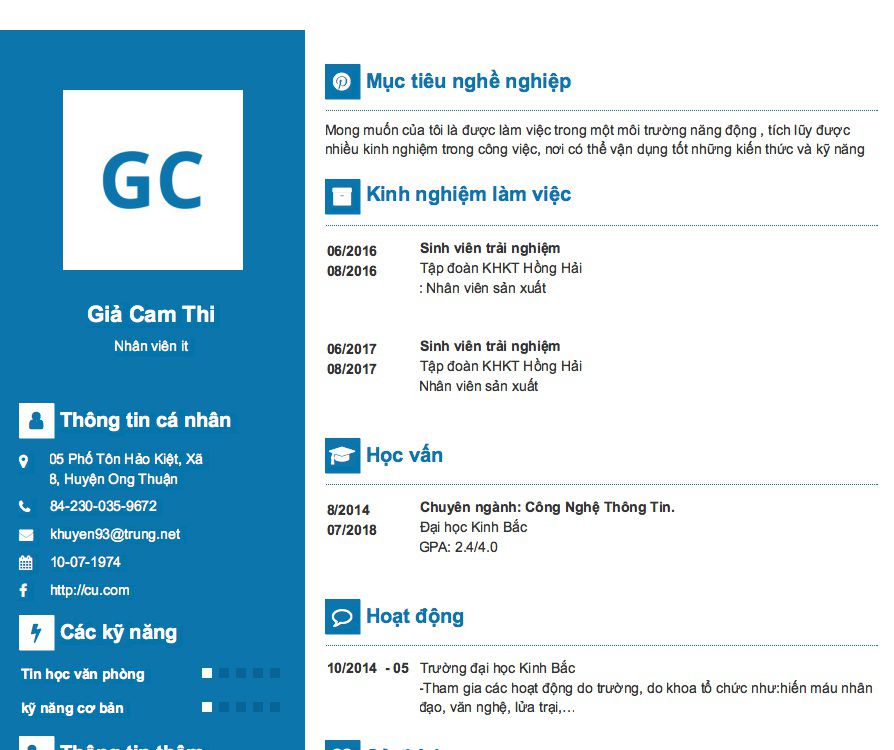 GC
Giả Cam Thi
Nhân viên it
Thông tin cá nhân
05 Phố Tôn Hảo Kiệt, Xã
8, Huyện Ong Thuận
84-230-035-9672
khuyen93@trung.net
10-07-1974
http://cu.com
Các kỹ năng
Tin học văn phòng
kỹ năng cơ bản
Thông tin thêm
Mục tiêu nghề nghiệp
Mong muốn của tôi là được làm việc trong một môi trường năng động , tích lũy được
nhiều kinh nghiệm trong công việc, nơi có thể vận dụng tốt những kiến thức và kỹ năng
Kinh nghiệm làm việc
06/2016 Sinh viên trải nghiệm
08/2016 Tập đoàn KHKT Hồng Hải
: Nhân viên sản xuất
06/2017 Sinh viên trải nghiệm
08/2017 Tập đoàn KHKT Hồng Hải
Nhân viên sản xuất
Học vấn
8/2014 Chuyên ngành: Công Nghệ Thông Tin.
07/2018 Đại học Kinh Bắc
GPA: 2.4/4.0
Hoạt động
10/2014 - 05 Trường đại học Kinh Bắc
-Tham gia các hoạt động do trường, do khoa tổ chức như:hiến máu nhân
đạo, văn nghệ, lửa trại,...